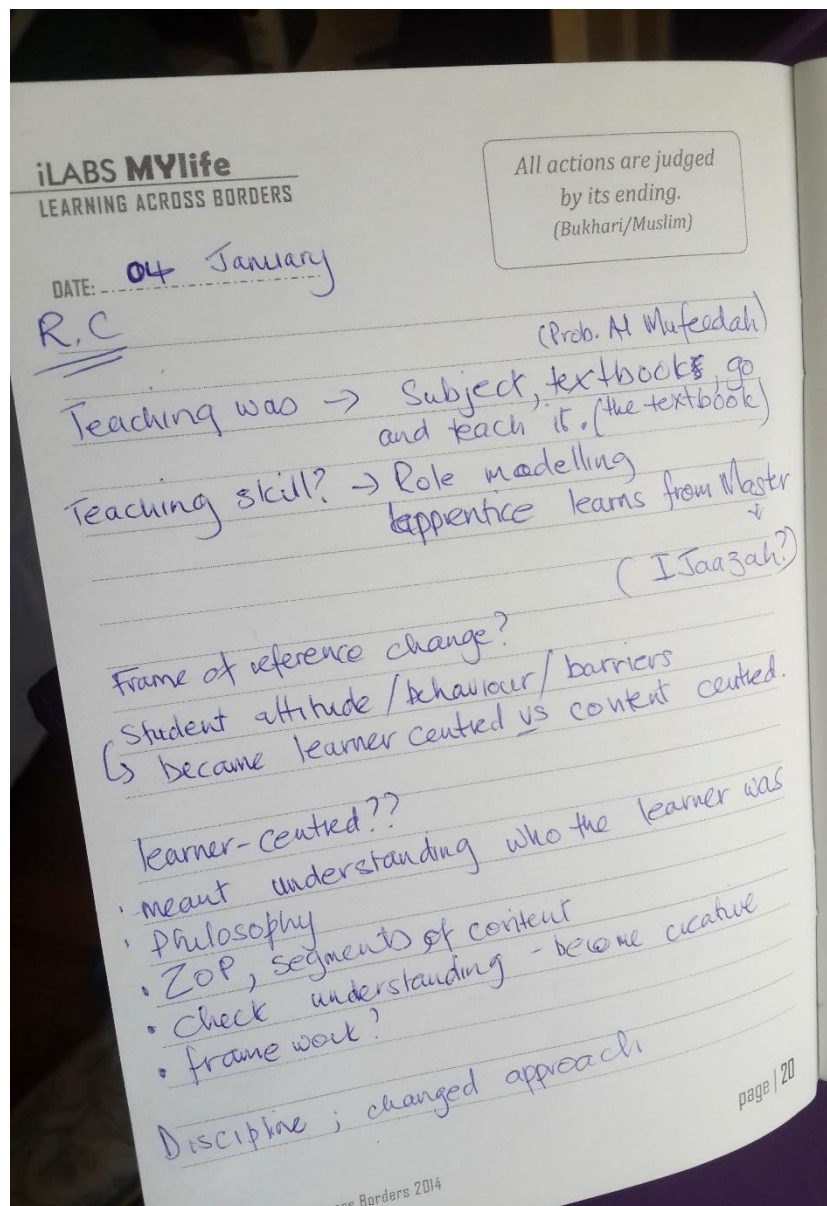 iLABS MYlife
LEARNING ACROSS BORDERS
All actions are judged
by its ending.
(Bukhari/Muslim)
DATE: 04 January
R.C
(Prob. Al Mufeedah)
Teaching was → Subject, textbooks, go
and teach it. (the textbook)
Teaching skill? → Role modelling
apprentice learns from Master
(IJaazah?)
Frame of reference change?
Student attitude/behaviour/barriers
↳ became learner centred vs content centred.
learner-centred??
· meant understanding who the learner was
· Philosophy
· ZOP, segments of content
· check understanding - become creative
· frame work?
Discipline ; changed approach
page | 20
Borders 2014